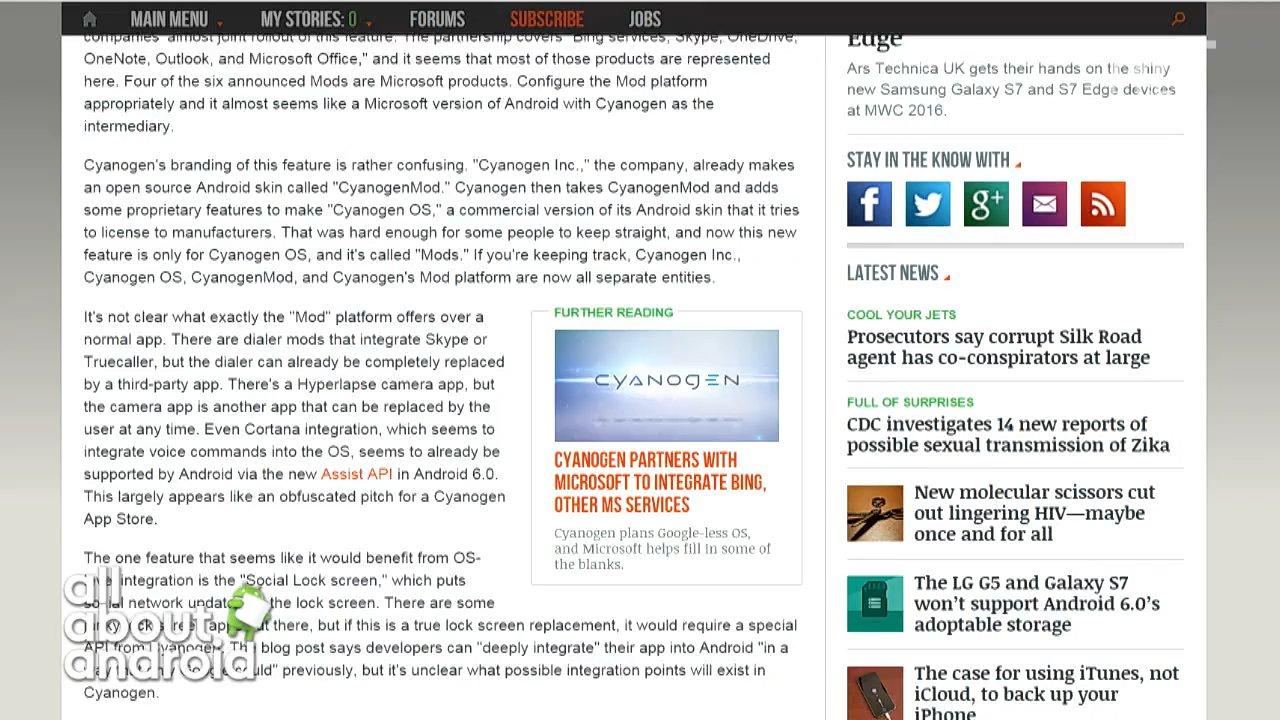 MAIN MENU
MY STORIES: 0
FORUMS
SUBSCRIBE
JOBS
companies' almost joint rollout of this feature. The partnership covers "Bing services, Skype, OneDrive,
OneNote, Outlook, and Microsoft Office," and it seems that most of those products are represented
here. Four of the six announced Mods are Microsoft products. Configure the Mod platform
appropriately and it almost seems like a Microsoft version of Android with Cyanogen as the
intermediary.
Cyanogen's branding of this feature is rather confusing. "Cyanogen Inc.," the company, already makes
an open source Android skin called "CyanogenMod." Cyanogen then takes CyanogenMod and adds
some proprietary features to make "Cyanogen OS," a commercial version of its Android skin that it tries
to license to manufacturers. That was hard enough for some people to keep straight, and now this new
feature is only for Cyanogen OS, and it's called "Mods." If you're keeping track, Cyanogen Inc.,
Cyanogen OS, CyanogenMod, and Cyanogen's Mod platform are now all separate entities.
It's not clear what exactly the "Mod" platform offers over a
normal app. There are dialer mods that integrate Skype or
Truecaller, but the dialer can already be completely replaced
by a third-party app. There's a Hyperlapse camera app, but
the camera app is another app that can be replaced by the
user at any time. Even Cortana integration, which seems to
integrate voice commands into the OS, seems to already be
supported by Android via the new Assist API in Android 6.0.
This largely appears like an obfuscated pitch for a Cyanogen
App Store.
FURTHER READING
CYANOGEN
CYANOGEN PARTNERS WITH
MICROSOFT TO INTEGRATE BING,
OTHER MS SERVICES
Cyanogen plans Google-less OS,
and Microsoft helps fill in some of
the blanks.
The one feature that seems like it would benefit from OS-
integration is the "Social Lock screen," which puts
network the lock screen. There are some
there, but if this is a true lock screen replacement, it would require a special
API from blog post says developers can "deeply integrate" their app into Android "in a
previously, but it's unclear what possible integration points will exist in
Cyanogen.
all
about
android
Edge
Ars Technica UK gets their hands on the shiny
new Samsung Galaxy S7 and S7 Edge devices
at MWC 2016.
STAY IN THE KNOW WITH
f
g+
LATEST NEWS
COOL YOUR JETS
Prosecutors say corrupt Silk Road
agent has co-conspirators at large
FULL OF SURPRISES
CDC investigates 14 new reports of
possible sexual transmission of Zika
New molecular scissors cut
out lingering HIV—maybe
once and for all
The LG G5 and Galaxy S7
won't support Android 6.0's
adoptable storage
The case for using iTunes, not
iCloud, to back up your
iPhone